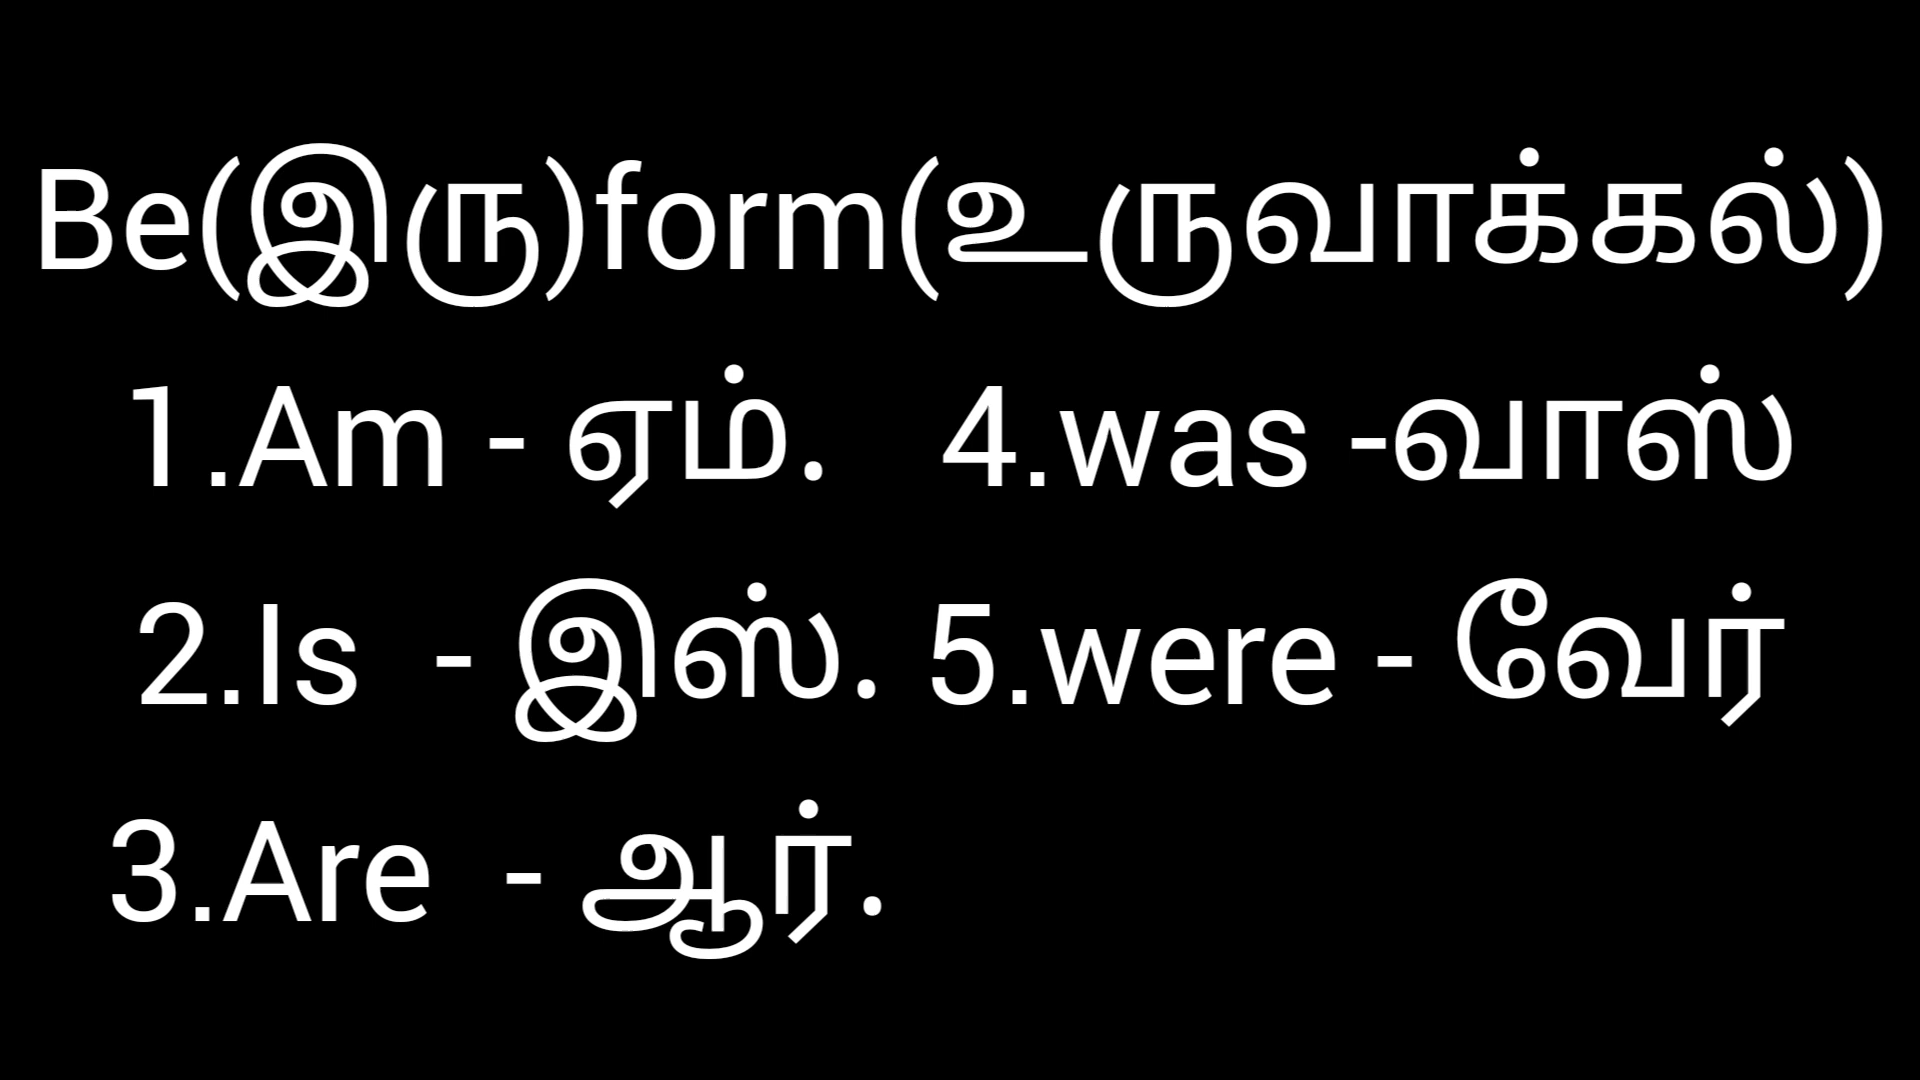 Be(இரு)form(உருவாக்கல்)
1.Am - ஏம். 4.was -வாஸ்
2.Is - இஸ். 5.were - வேர்
3.Are - ஆர்.